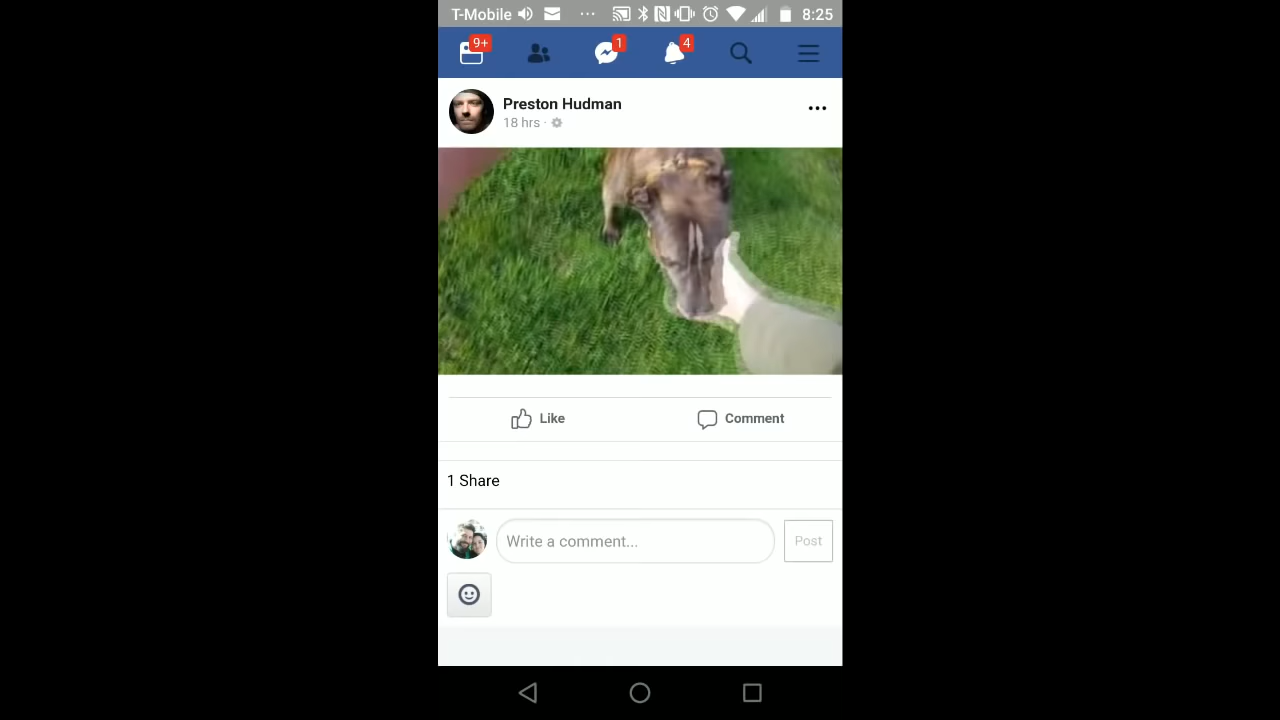 T-Mobile 8:25
9+ 1 4
Preston Hudman
18 hrs ·
Like Comment
1 Share
Write a comment... Post